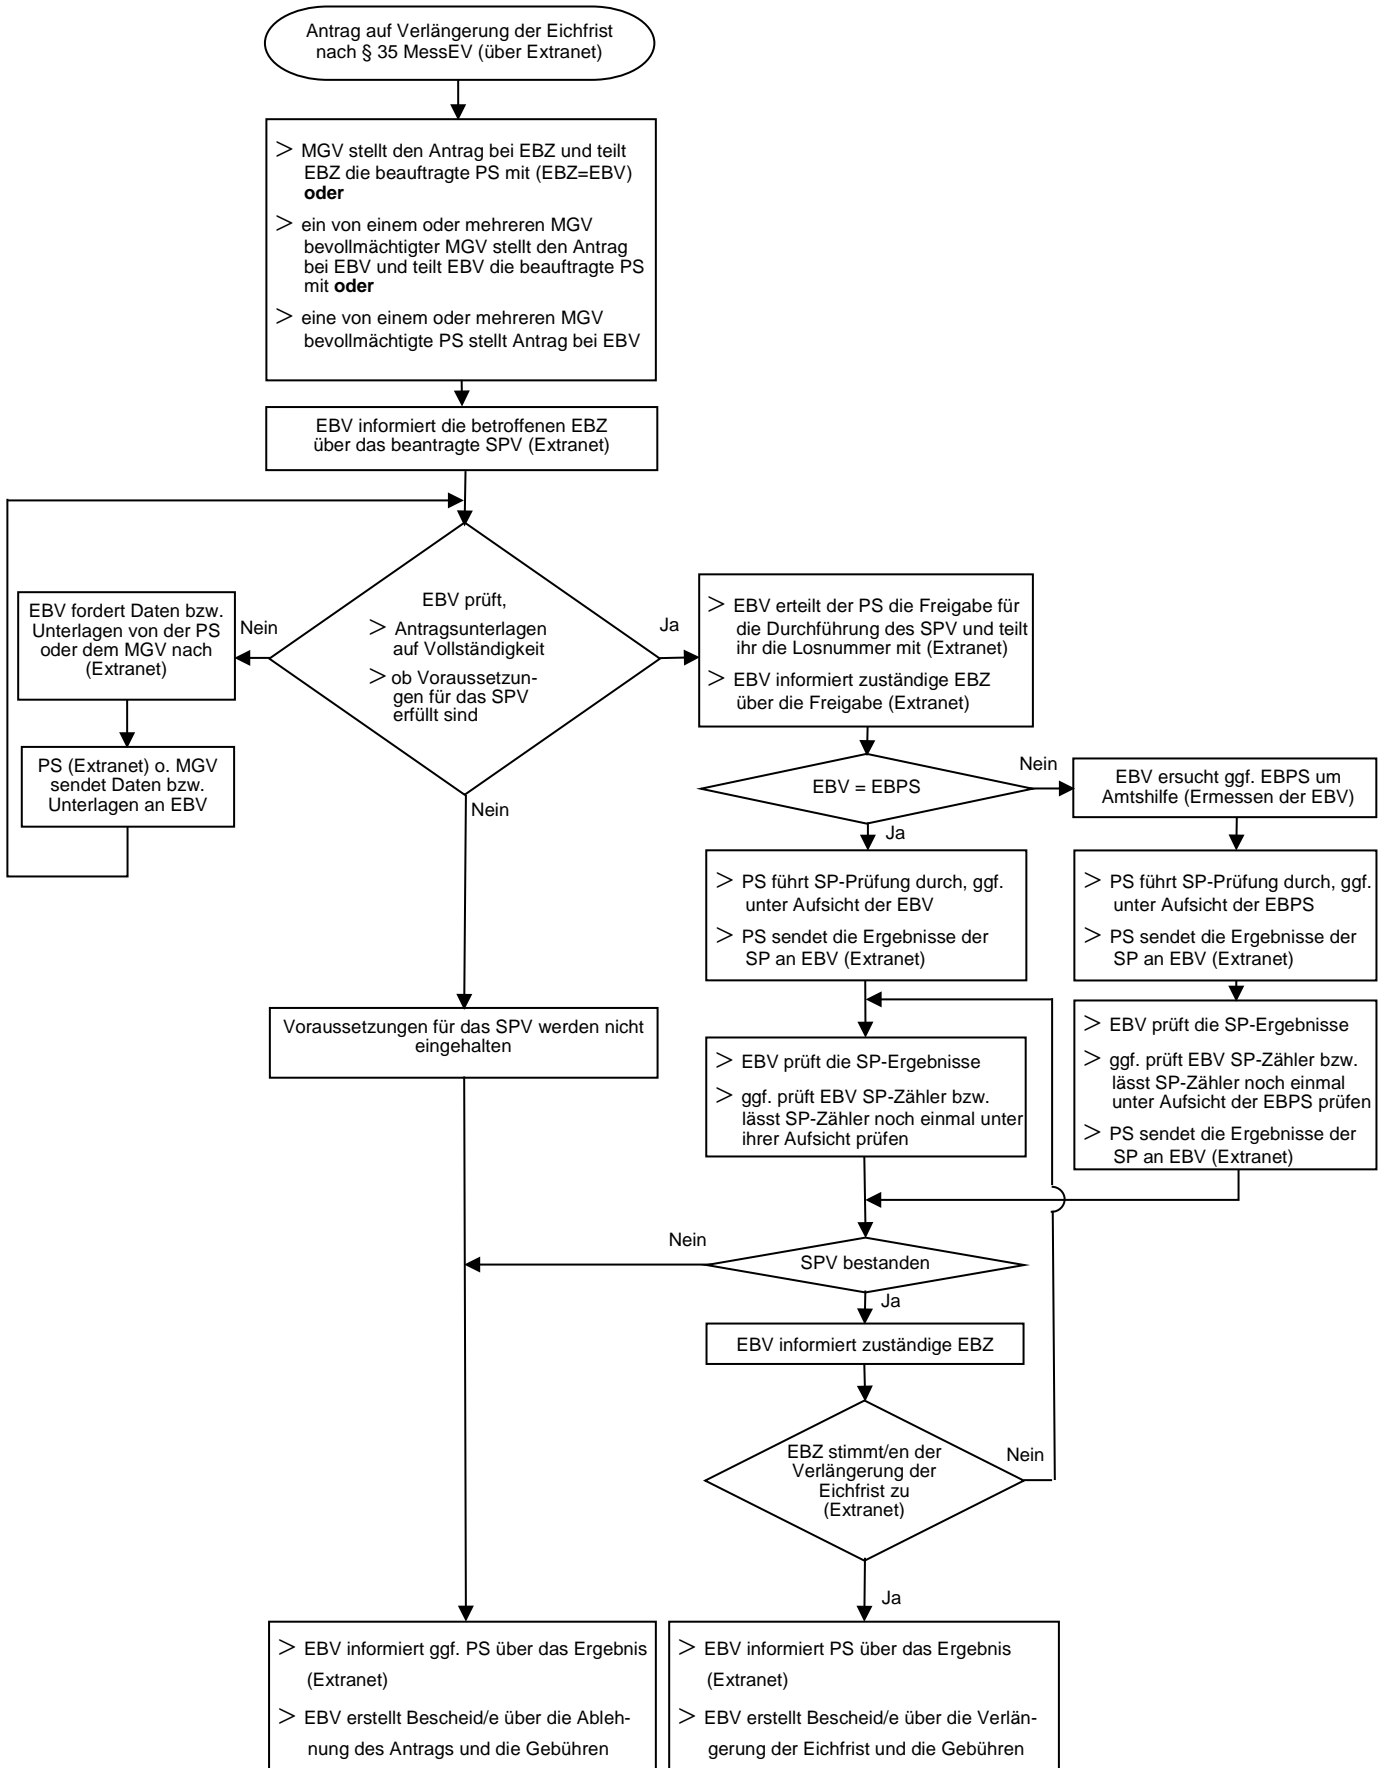 Antrag auf Verlängerung der Eichfrist
nach § 35 MessEV (über Extranet)
> MGV stellt den Antrag bei EBZ und teilt
EBZ die beauftragte PS mit (EBZ=EBV)
oder
> ein von einem oder mehreren MGV
bevollmächtigter MGV stellt den Antrag
bei EBV und teilt EBV die beauftragte PS
mit oder
> eine von einem oder mehreren MGV
bevollmächtigte PS stellt Antrag bei EBV
EBV informiert die betroffenen EBZ
über das beantragte SPV (Extranet)
EBV prüft,
> Antragsunterlagen
auf Vollständigkeit
> ob Voraussetzun-
gen für das SPV
erfüllt sind
Nein
EBV fordert Daten bzw.
Unterlagen von der PS
oder dem MGV nach
(Extranet)
PS (Extranet) o. MGV
sendet Daten bzw.
Unterlagen an EBV
Ja
> EBV erteilt der PS die Freigabe für
die Durchführung des SPV und teilt
ihr die Losnummer mit (Extranet)
> EBV informiert zuständige EBZ
über die Freigabe (Extranet)
EBV = EBPS
Nein
EBV ersucht ggf. EBPS um
Amtshilfe (Ermessen der EBV)
Nein
Ja
> PS führt SP-Prüfung durch, ggf.
unter Aufsicht der EBV
> PS sendet die Ergebnisse der
SP an EBV (Extranet)
> PS führt SP-Prüfung durch, ggf.
unter Aufsicht der EBPS
> PS sendet die Ergebnisse der
SP an EBV (Extranet)
Voraussetzungen für das SPV werden nicht
eingehalten
> EBV prüft die SP-Ergebnisse
> ggf. prüft EBV SP-Zähler bzw.
lässt SP-Zähler noch einmal unter
ihrer Aufsicht prüfen
> EBV prüft die SP-Ergebnisse
> ggf. prüft EBV SP-Zähler bzw.
lässt SP-Zähler noch einmal
unter Aufsicht der EBPS prüfen
> PS sendet die Ergebnisse der
SP an EBV (Extranet)
Nein
SPV bestanden
Ja
EBV informiert zuständige EBZ
EBZ stimmt/en der
Verlängerung der
Eichfrist zu
(Extranet)
Nein
Ja
> EBV informiert ggf. PS über das Ergebnis
(Extranet)
> EBV erstellt Bescheid/e über die Ableh-
nung des Antrags und die Gebühren
> EBV informiert PS über das Ergebnis
(Extranet)
> EBV erstellt Bescheid/e über die Verlän-
gerung der Eichfrist und die Gebühren